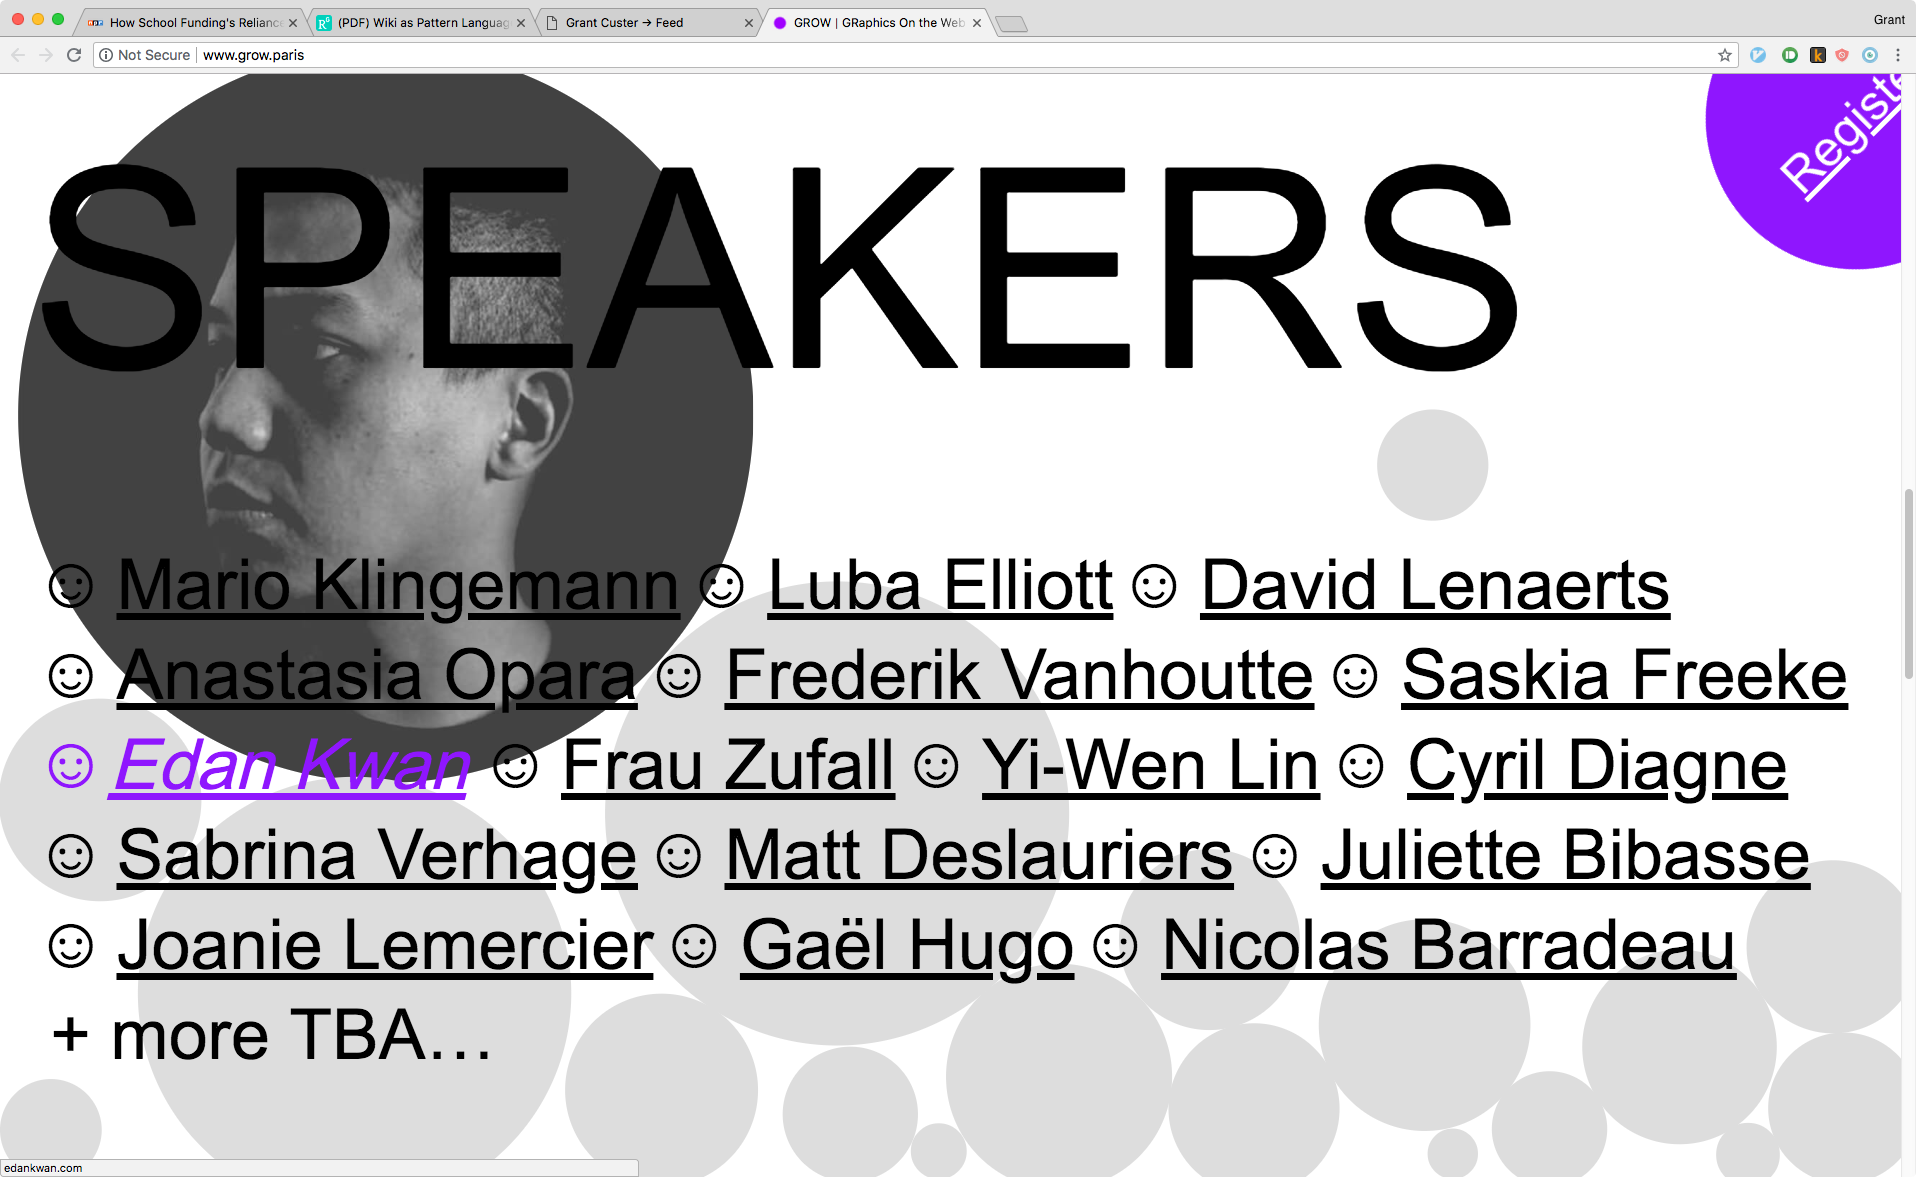 How School Funding's Reliance
(PDF) Wiki as Pattern Language
Grant Custer → Feed
GROW | GRaphics On the Web
Grant
Not Secure | www.grow.paris
Registe
SPEAKERS
☺ Mario Klingemann ☺ Luba Elliott ☺ David Lenaerts
☺ Anastasia Opara ☺ Frederik Vanhoutte ☺ Saskia Freeke
☺ Edan Kwan ☺ Frau Zufall ☺ Yi-Wen Lin ☺ Cyril Diagne
☺ Sabrina Verhage ☺ Matt Deslauriers ☺ Juliette Bibasse
☺ Joanie Lemercier ☺ Gaël Hugo ☺ Nicolas Barradeau
+ more TBA…
edankwan.com